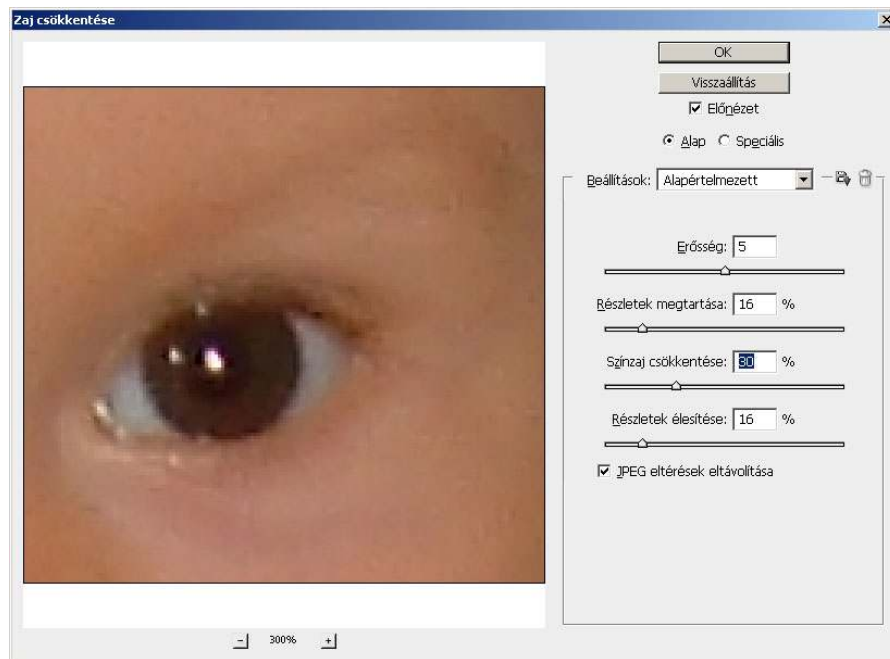 Zaj csökkentése
OK
Visszaállítás
Előnézet
Alap Speciális
Beállítások: Alapértelmezett
Erősség: 5
Részletek megtartása: 16 %
Színzaj csökkentése: 30 %
Részletek élesítése: 16 %
JPEG eltérések eltávolítása
- 300% +